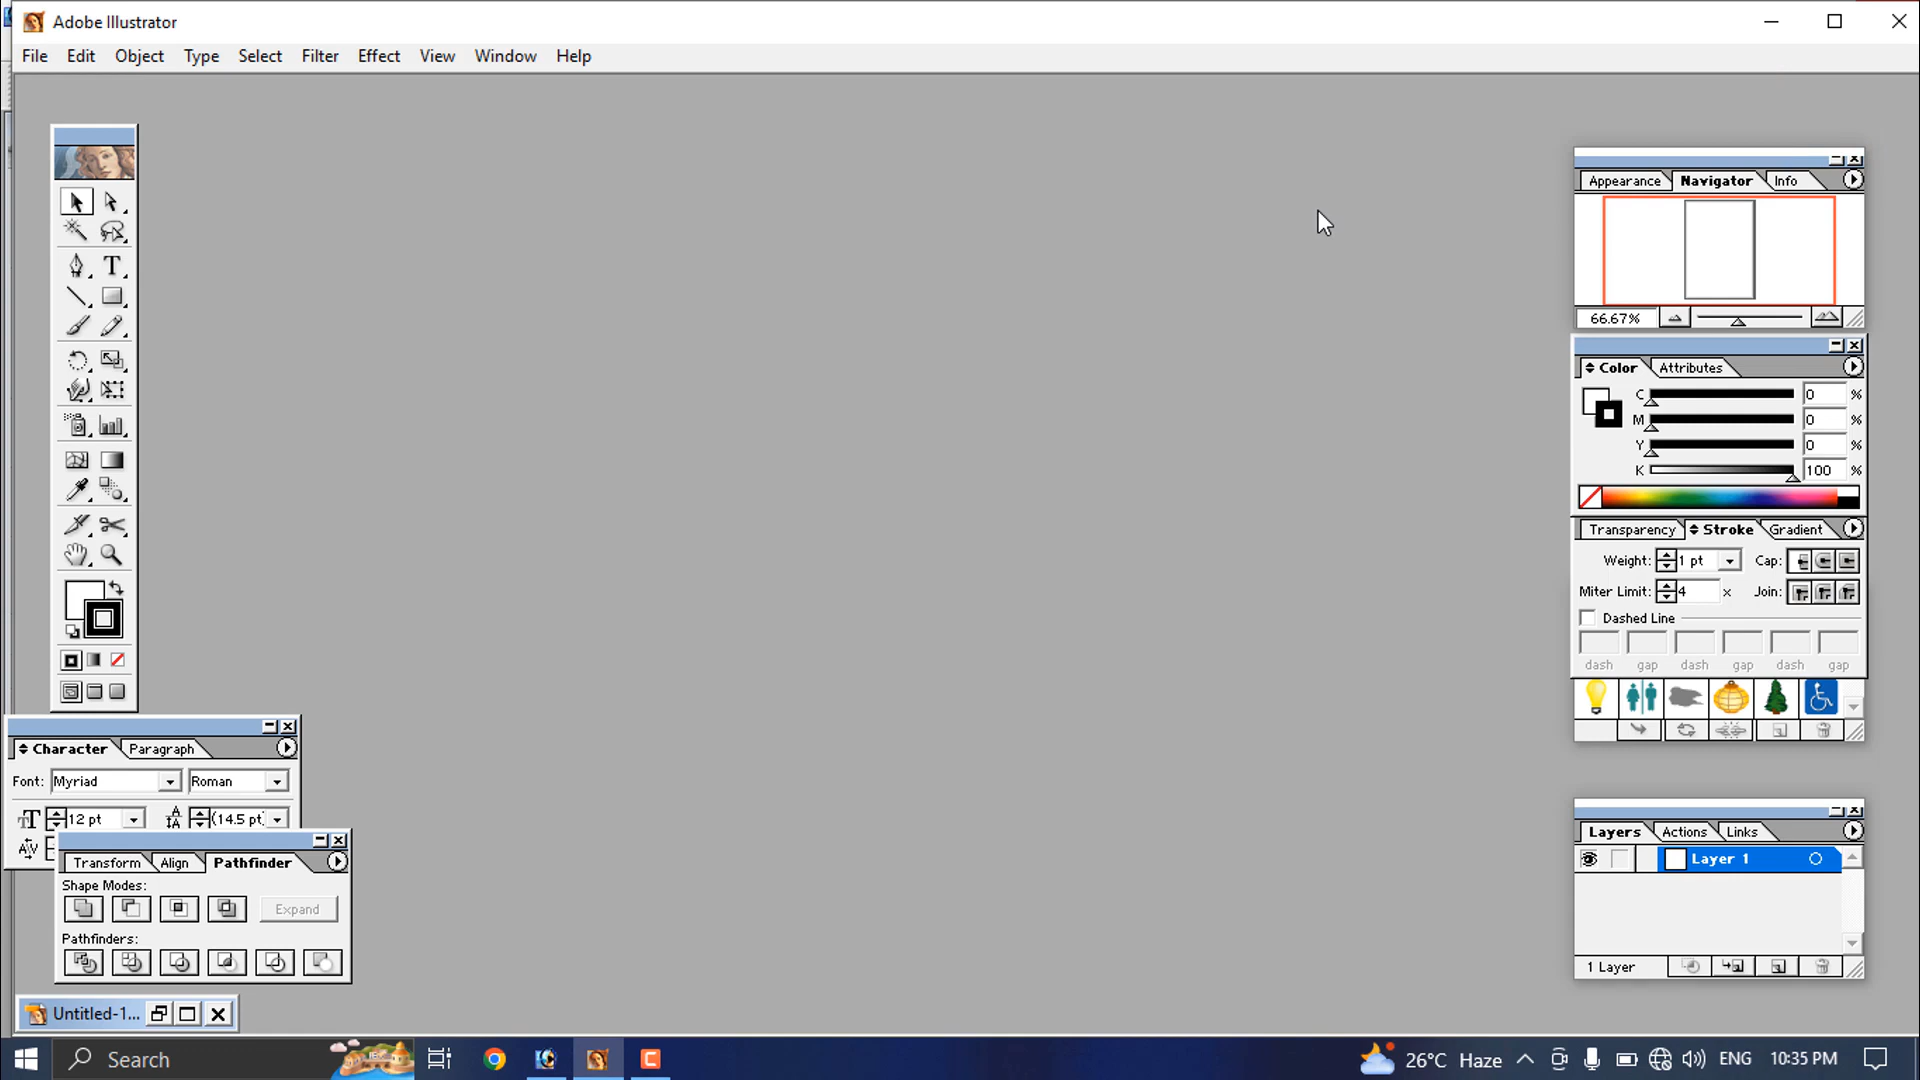 Adobe Illustrator
File Edit Object Type Select Filter Effect View Window Help
Appearance Navigator Info
66.67%
Color Attributes
C 0 %
M 0 %
Y 0 %
K 100 %
Transparency Stroke Gradient
Weight: 1 pt Cap:
Miter Limit: 4 x Join:
Dashed Line
dash gap dash gap dash gap
Character Paragraph
Font: Myriad Roman
12 pt (14.5 pt)
Transform Align Pathfinder
Shape Modes:
Expand
Pathfinders:
Layers Actions Links
Layer 1
1 Layer
Untitled-1...
Search
26°C Haze ENG 10:35 PM